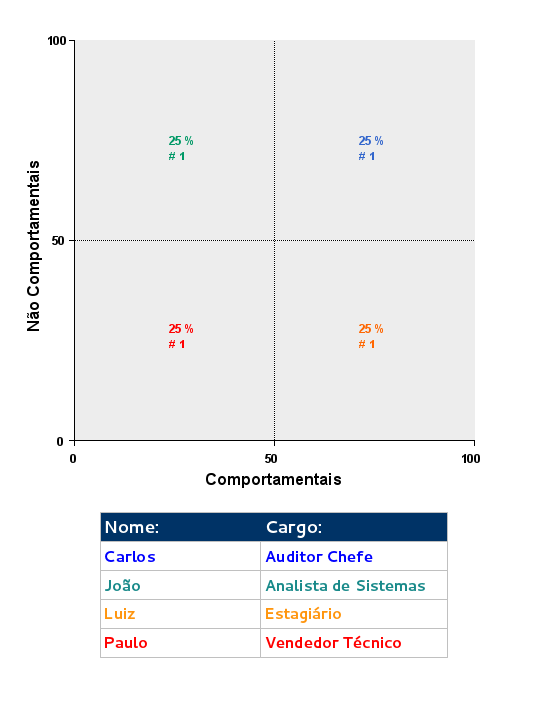 100
25 %
# 1
25 %
# 1
Não Comportamentais
50
25 %
# 1
25 %
# 1
0
0 50 100
Comportamentais
Nome: Cargo:
Carlos Auditor Chefe
João Analista de Sistemas
Luiz Estagiário
Paulo Vendedor Técnico